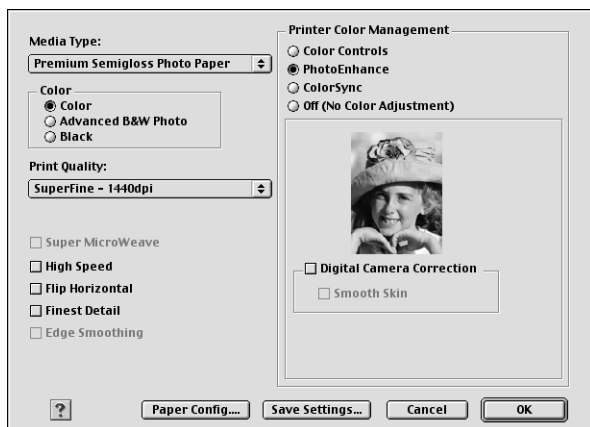 Media Type:
Premium Semigloss Photo Paper
Color
Color
Advanced B&W Photo
Black
Print Quality:
SuperFine - 1440dpi
Super MicroWeave
High Speed
Flip Horizontal
Finest Detail
Edge Smoothing
Printer Color Management
Color Controls
PhotoEnhance
ColorSync
Off (No Color Adjustment)
Digital Camera Correction
Smooth Skin
?
Paper Config....
Save Settings...
Cancel
OK